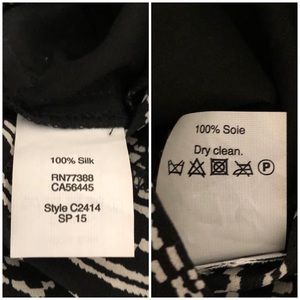 100% Silk
RN77388
CA56445
Style C2414
SP 15
100% Soie
Dry clean.
P